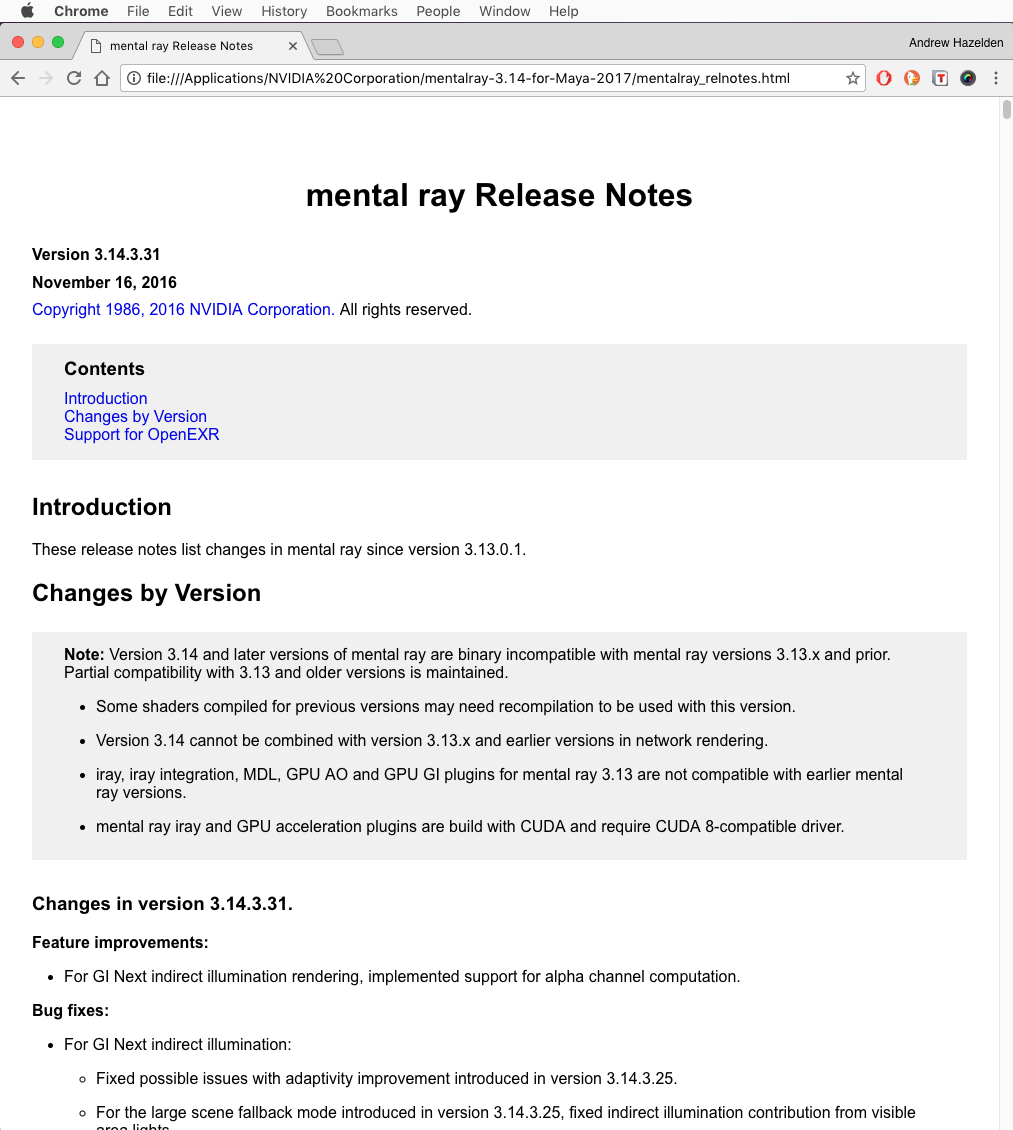 Chrome File Edit View History Bookmarks People Window Help
mental ray Release Notes
Andrew Hazelden
file:///Applications/NVIDIA%20Corporation/mentalray-3.14-for-Maya-2017/mentalray_relnotes.html
T
mental ray Release Notes
Version 3.14.3.31
November 16, 2016
Copyright 1986, 2016 NVIDIA Corporation. All rights reserved.
Contents
Introduction
Changes by Version
Support for OpenEXR
Introduction
These release notes list changes in mental ray since version 3.13.0.1.
Changes by Version
Note: Version 3.14 and later versions of mental ray are binary incompatible with mental ray versions 3.13.x and prior.
Partial compatibility with 3.13 and older versions is maintained.
• Some shaders compiled for previous versions may need recompilation to be used with this version.
• Version 3.14 cannot be combined with version 3.13.x and earlier versions in network rendering.
• iray, iray integration, MDL, GPU AO and GPU GI plugins for mental ray 3.13 are not compatible with earlier mental
ray versions.
• mental ray iray and GPU acceleration plugins are build with CUDA and require CUDA 8-compatible driver.
Changes in version 3.14.3.31.
Feature improvements:
• For GI Next indirect illumination rendering, implemented support for alpha channel computation.
Bug fixes:
• For GI Next indirect illumination:
◦ Fixed possible issues with adaptivity improvement introduced in version 3.14.3.25.
◦ For the large scene fallback mode introduced in version 3.14.3.25, fixed indirect illumination contribution from visible
area lights.